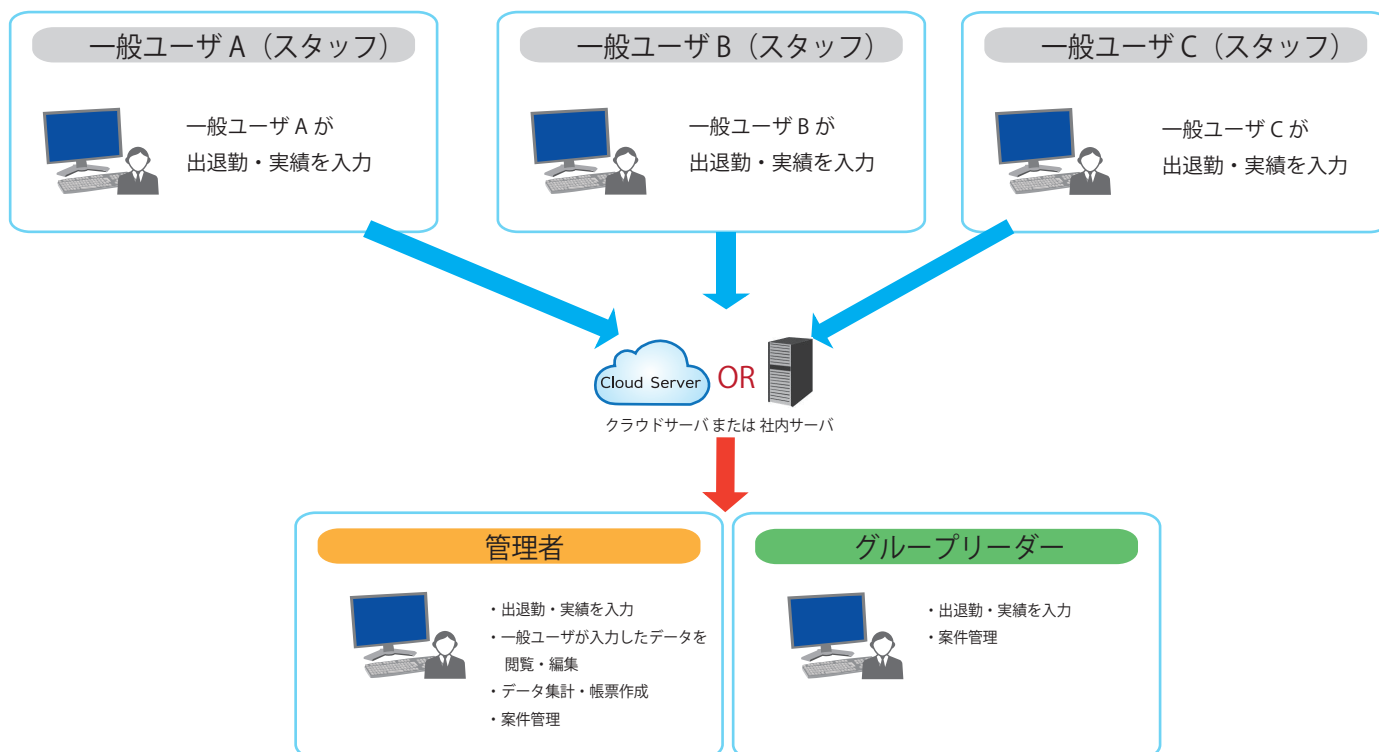 一般ユーザ A（スタッフ）
一般ユーザ A が
出退勤・実績を入力
一般ユーザ B（スタッフ）
一般ユーザ B が
出退勤・実績を入力
一般ユーザ C（スタッフ）
一般ユーザ C が
出退勤・実績を入力
Cloud Server OR
クラウドサーバ または 社内サーバ
管理者
・出退勤・実績を入力
・一般ユーザが入力したデータを
閲覧・編集
・データ集計・帳票作成
・案件管理
グループリーダー
・出退勤・実績を入力
・案件管理